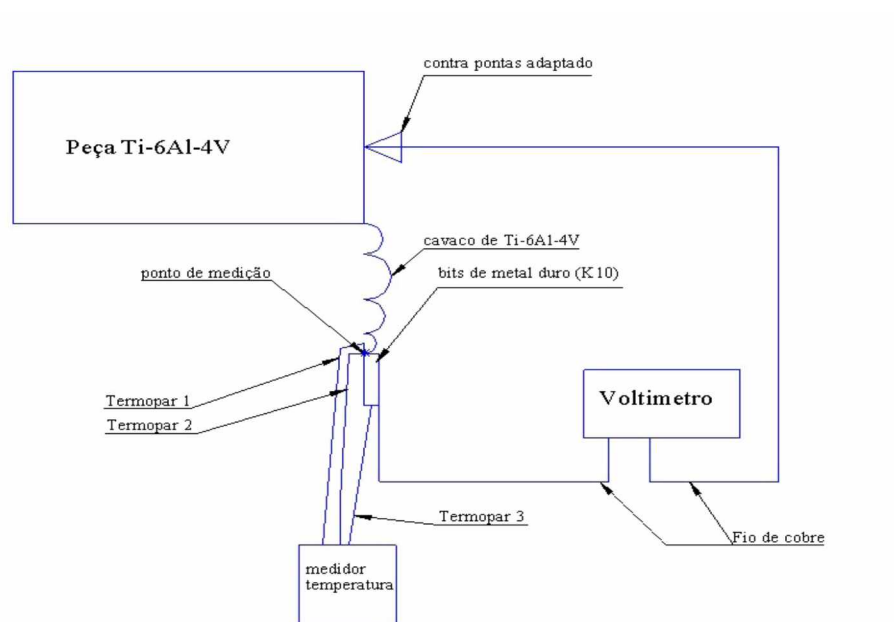 contra pontas adaptado
Peça Ti-6Al-4V
cavaco de Ti-6Al-4V
ponto de medição
bits de metal duro (K10)
Termopar 1
Termopar 2
Voltimetro
Termopar 3
Fio de cobre
medidor
temperatura